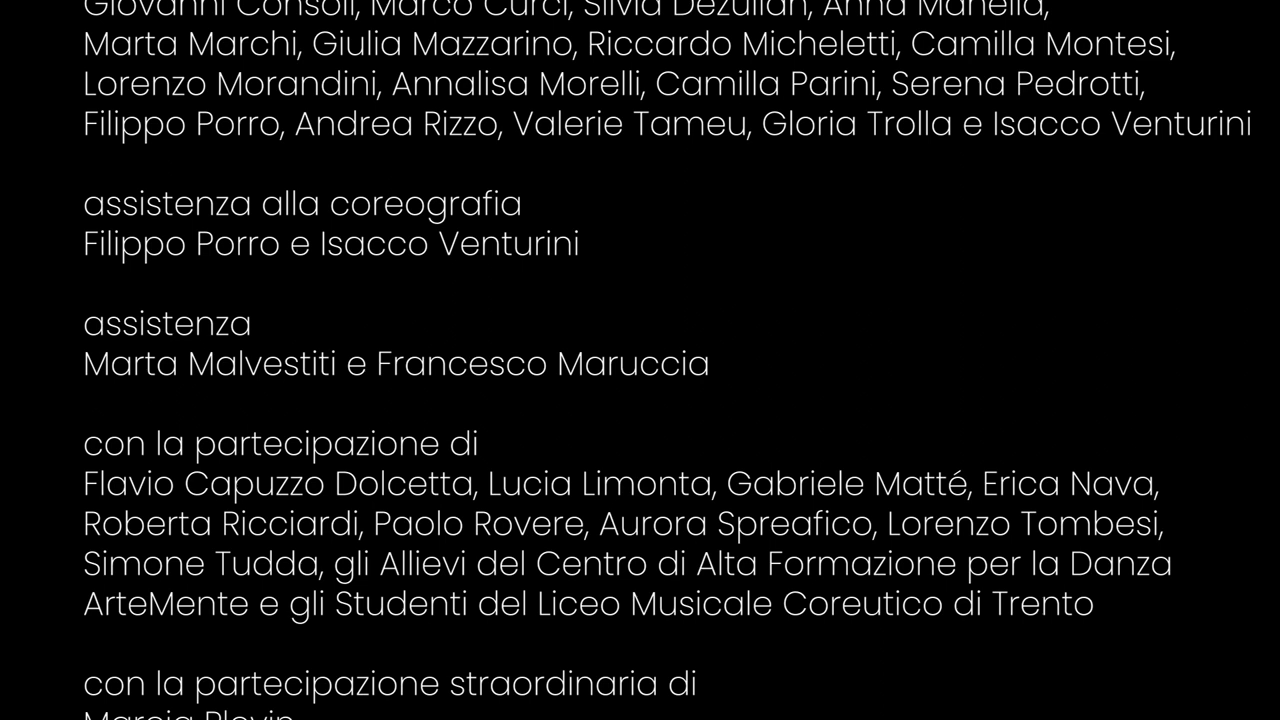 Giovanni Consoli, Marco Curci, Silvia Dezulian, Anna Manella,
Marta Marchi, Giulia Mazzarino, Riccardo Micheletti, Camilla Montesi,
Lorenzo Morandini, Annalisa Morelli, Camilla Parini, Serena Pedrotti,
Filippo Porro, Andrea Rizzo, Valerie Tameu, Gloria Trolla e Isacco Venturini
assistenza alla coreografia
Filippo Porro e Isacco Venturini
assistenza
Marta Malvestiti e Francesco Maruccia
con la partecipazione di
Flavio Capuzzo Dolcetta, Lucia Limonta, Gabriele Matté, Erica Nava,
Roberta Ricciardi, Paolo Rovere, Aurora Spreafico, Lorenzo Tombesi,
Simone Tudda, gli Allievi del Centro di Alta Formazione per la Danza
ArteMente e gli Studenti del Liceo Musicale Coreutico di Trento
con la partecipazione straordinaria di
Marcia Plevin